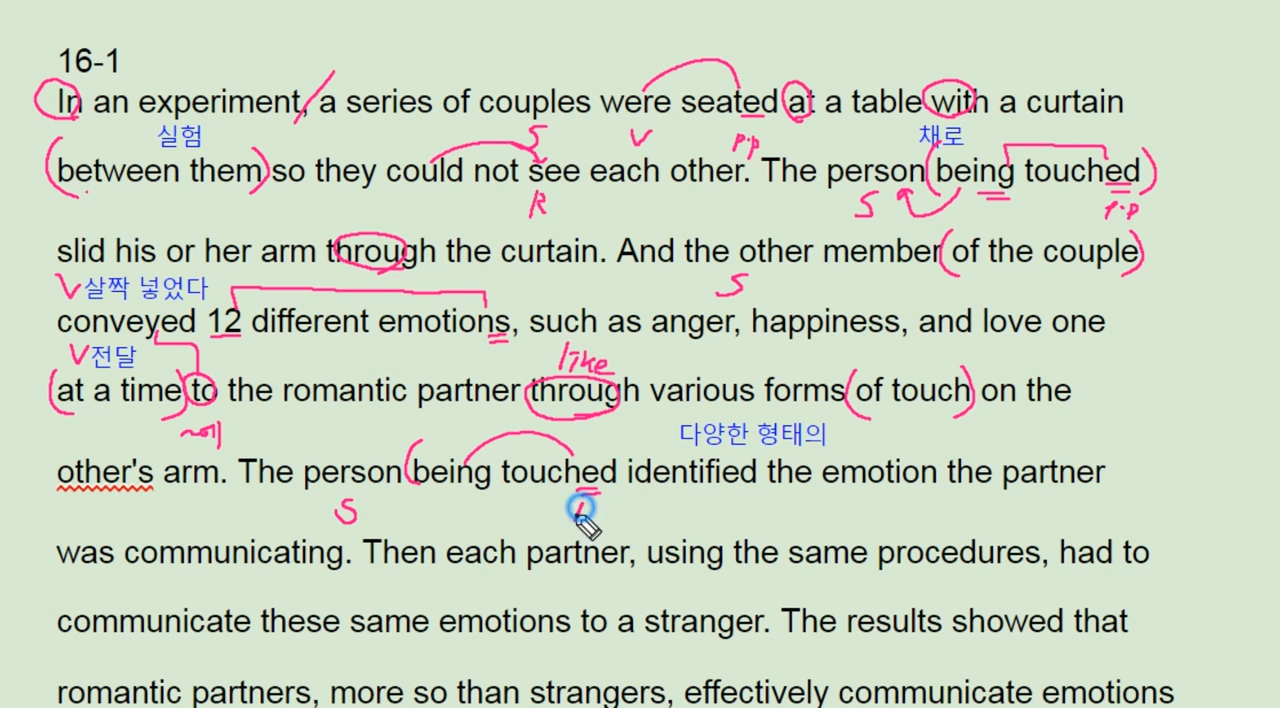 16-1
In an experiment, a series of couples were seated at a table with a curtain
실험 S V p.p 채로
between them so they could not see each other. The person being touched
R S p.p
slid his or her arm through the curtain. And the other member of the couple
V 살짝 넣었다 S
conveyed 12 different emotions, such as anger, happiness, and love one
V 전달 like
at a time to the romantic partner through various forms of touch on the
~에 다양한 형태의
other's arm. The person being touched identified the emotion the partner
S
was communicating. Then each partner, using the same procedures, had to
communicate these same emotions to a stranger. The results showed that
romantic partners, more so than strangers, effectively communicate emotions